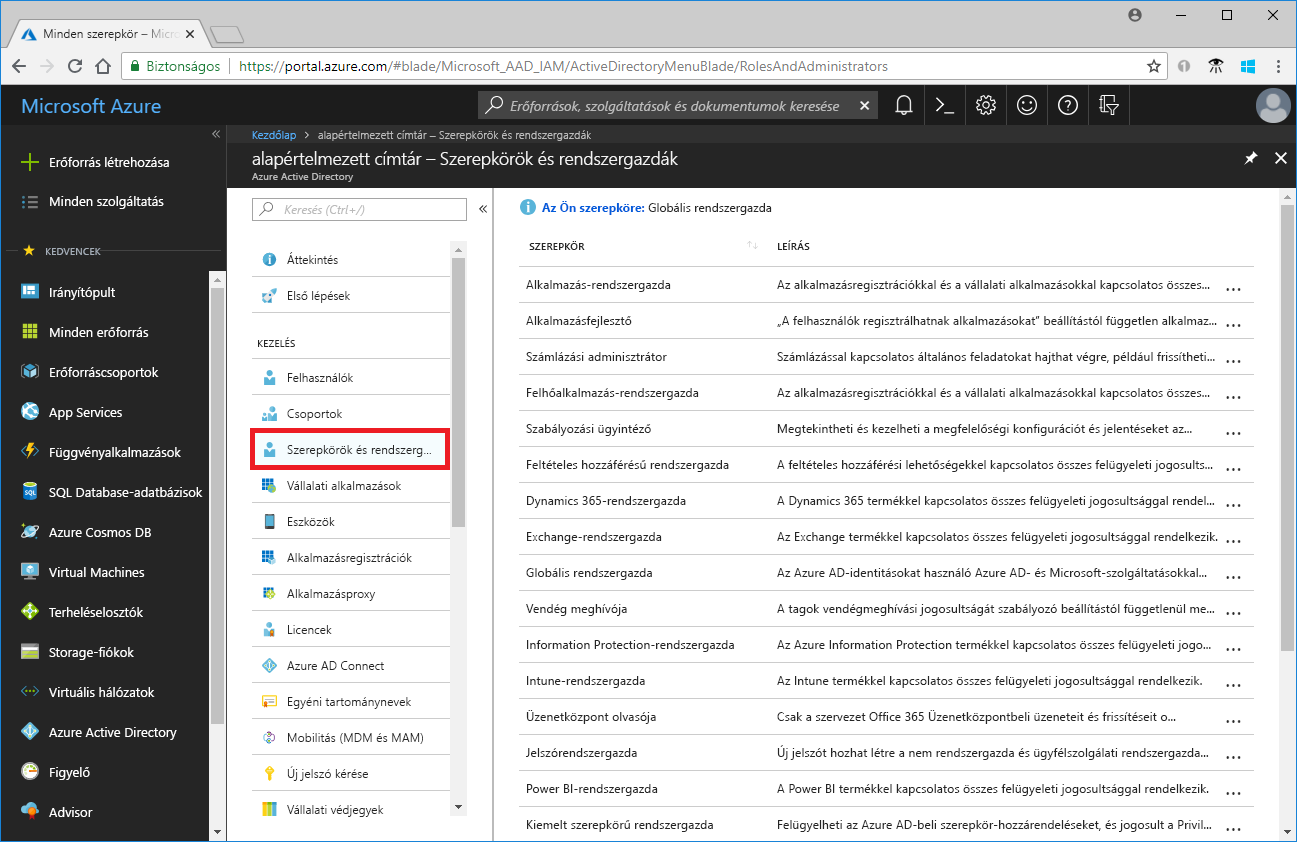 Minden szerepkör – Micro
Biztonságos
https://portal.azure.com/#blade/Microsoft_AAD_IAM/ActiveDirectoryMenuBlade/RolesAndAdministrators
Microsoft Azure
Erőforrások, szolgáltatások és dokumentumok keresése
Erőforrás létrehozása
Minden szolgáltatás
KEDVENCEK
Irányítópult
Minden erőforrás
Erőforráscsoportok
App Services
Függvényalkalmazások
SQL Database-adatbázisok
Azure Cosmos DB
Virtual Machines
Terheléselosztók
Storage-fiókok
Virtuális hálózatok
Azure Active Directory
Figyelő
Advisor
Kezdőlap > alapértelmezett címtár – Szerepkörök és rendszergazdák
alapértelmezett címtár – Szerepkörök és rendszergazdák
Azure Active Directory
Keresés (Ctrl+/)
Áttekintés
Első lépések
KEZELÉS
Felhasználók
Csoportok
Szerepkörök és rendszerg...
Vállalati alkalmazások
Eszközök
Alkalmazásregisztrációk
Alkalmazásproxy
Licencek
Azure AD Connect
Egyéni tartománynevek
Mobilitás (MDM és MAM)
Új jelszó kérése
Vállalati védjegyek
Az Ön szerepköre: Globális rendszergazda
SZEREPKÖR LEÍRÁS
Alkalmazás-rendszergazda Az alkalmazásregisztrációkkal és a vállalati alkalmazásokkal kapcsolatos összes... ...
Alkalmazásfejlesztő „A felhasználók regisztrálhatnak alkalmazásokat” beállítástól független alkalmaz... ...
Számlázási adminisztrátor Számlázással kapcsolatos általános feladatokat hajthat végre, például frissítheti... ...
Felhőalkalmazás-rendszergazda Az alkalmazásregisztrációkkal és a vállalati alkalmazásokkal kapcsolatos összes... ...
Szabályozási ügyintéző Megtekintheti és kezelheti a megfelelőségi konfigurációt és jelentéseket az... ...
Feltételes hozzáférésű rendszergazda A feltételes hozzáférési lehetőségekkel kapcsolatos összes felügyeleti jogosults... ...
Dynamics 365-rendszergazda A Dynamics 365 termékkel kapcsolatos összes felügyeleti jogosultsággal rendel... ...
Exchange-rendszergazda Az Exchange termékkel kapcsolatos összes felügyeleti jogosultsággal rendelkezik. ...
Globális rendszergazda Az Azure AD-identitásokat használó Azure AD- és Microsoft-szolgáltatásokkal... ...
Vendég meghívója A tagok vendégmeghívási jogosultságát szabályozó beállítástól függetlenül me... ...
Information Protection-rendszergazda Az Azure Information Protection termékkel kapcsolatos összes felügyeleti jogo... ...
Intune-rendszergazda Az Intune termékkel kapcsolatos összes felügyeleti jogosultsággal rendelkezik. ...
Üzenetközpont olvasója Csak a szervezet Office 365 Üzenetközpontbeli üzeneteit és frissítéseit o... ...
Jelszórendszergazda Új jelszót hozhat létre a nem rendszergazda és ügyfélszolgálati rendszergazda... ...
Power BI-rendszergazda A Power BI termékkel kapcsolatos összes felügyeleti jogosultsággal rendelkezik. ...
Kiemelt szerepkörű rendszergazda Felügyelheti az Azure AD-beli szerepkör-hozzárendeléseket, és jogosult a Privil... ...